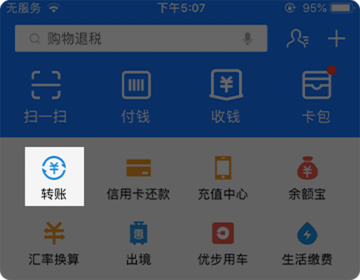 无服务 下午5:07 95%
购物退税
扫一扫 付钱 收钱 卡包
转账 信用卡还款 充值中心 余额宝
汇率换算 出境 优步用车 生活缴费